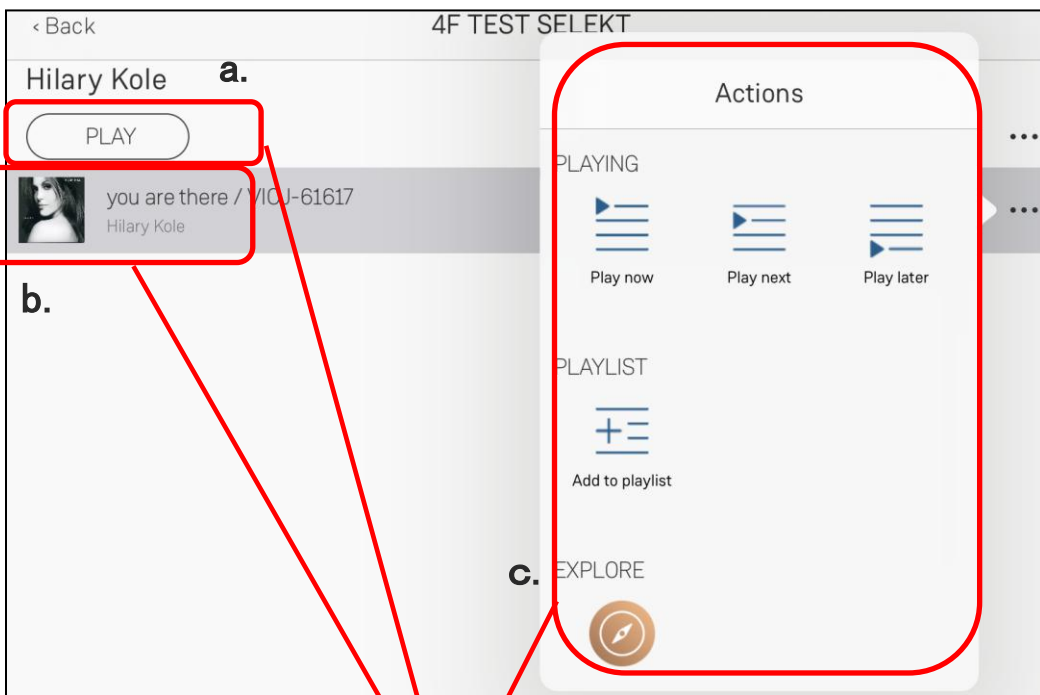 ‹ Back
4F TEST SELEKT
Hilary Kole
a.
PLAY
you are there / VICJ-61617
Hilary Kole
b.
Actions
PLAYING
Play now
Play next
Play later
PLAYLIST
Add to playlist
c.
EXPLORE